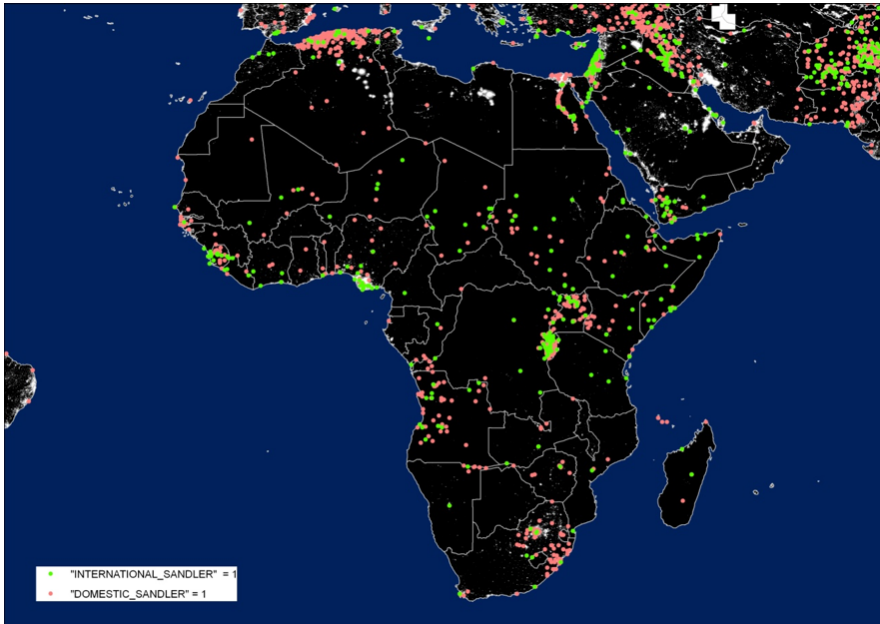 "INTERNATIONAL_SANDLER" = 1
"DOMESTIC_SANDLER" = 1